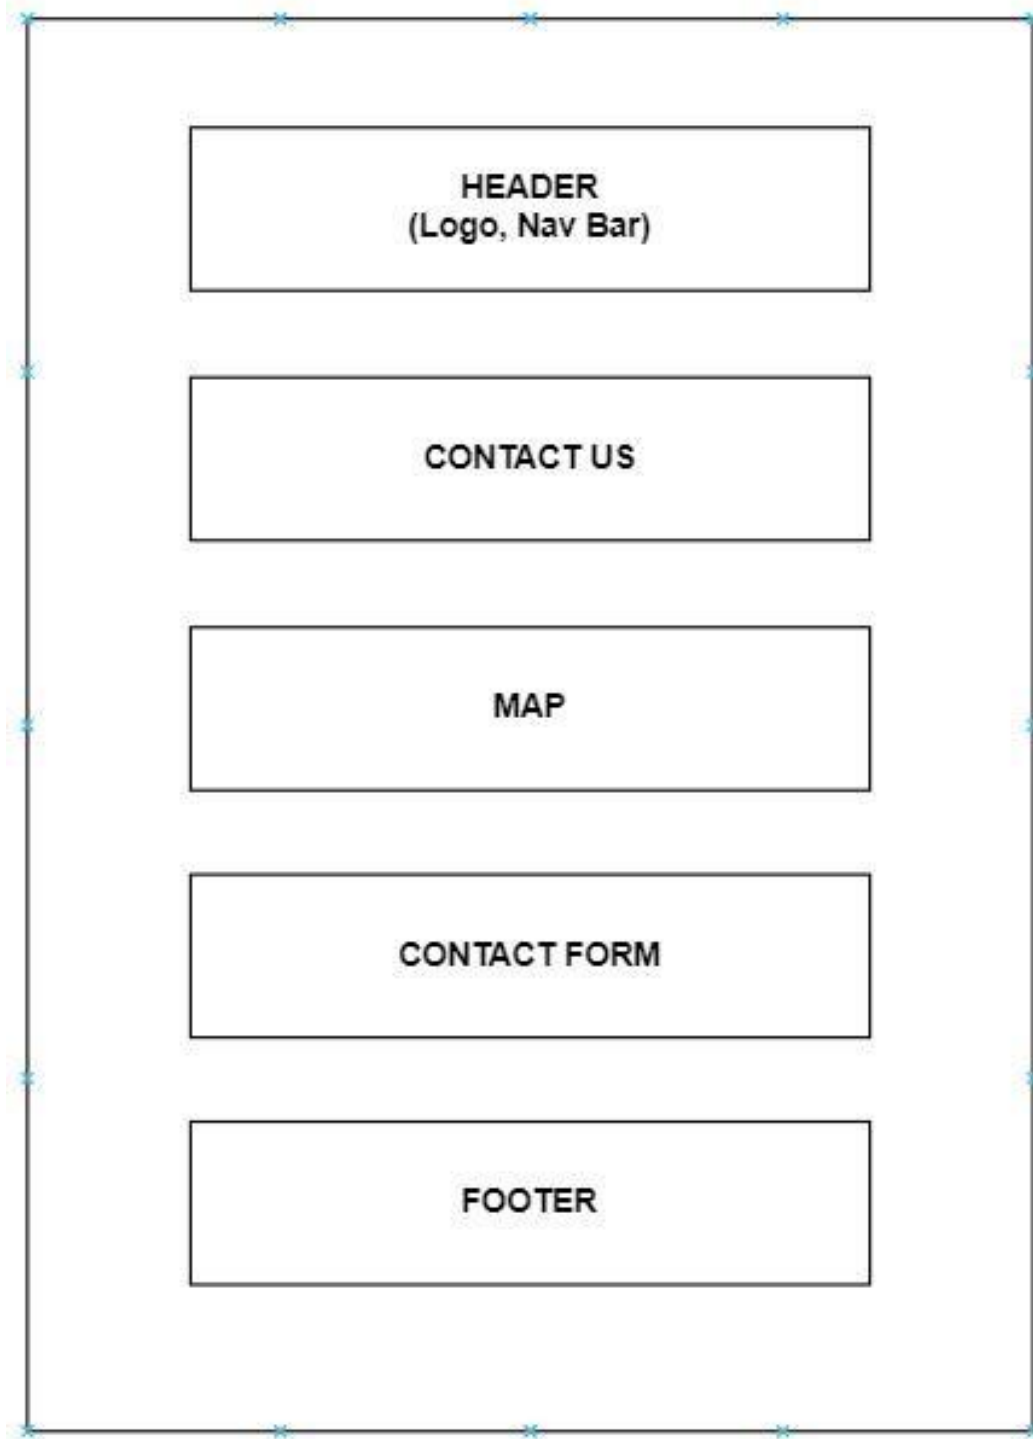 HEADER
(Logo, Nav Bar)
CONTACT US
MAP
CONTACT FORM
FOOTER